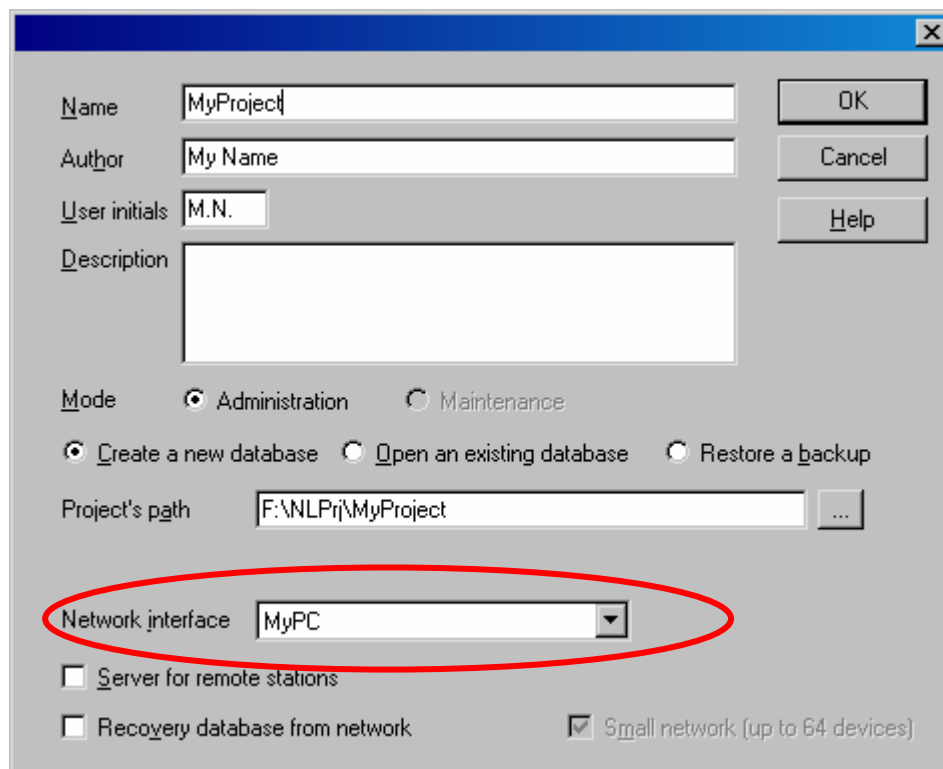 Name MyProject OK
Author My Name Cancel
User initials M.N. Help
Description
Mode Administration Maintenance
Create a new database Open an existing database Restore a backup
Project's path F:\NLPrj\MyProject ...
Network interface MyPC
Server for remote stations
Recovery database from network Small network (up to 64 devices)